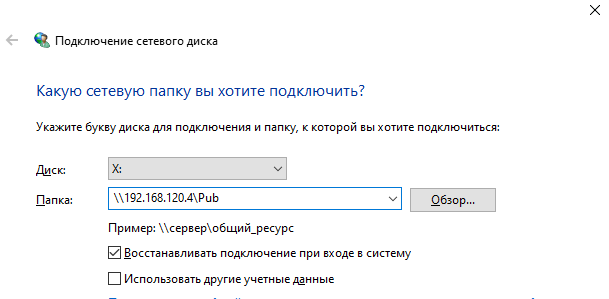 Подключение сетевого диска
Какую сетевую папку вы хотите подключить?
Укажите букву диска для подключения и папку, к которой вы хотите подключиться:
Диск: X:
Папка: \\192.168.120.4\Pub Обзор...
Пример: \\сервер\общий_ресурс
Восстанавливать подключение при входе в систему
Использовать другие учетные данные